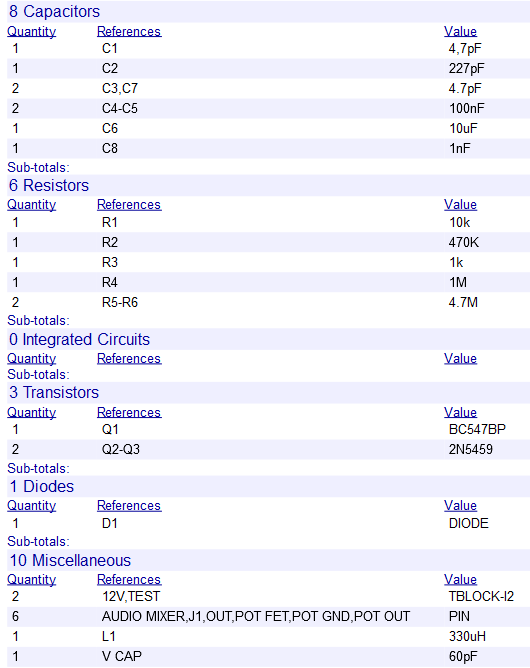 8 Capacitors
Quantity References Value
1 C1 4,7pF
1 C2 227pF
2 C3,C7 4.7pF
2 C4-C5 100nF
1 C6 10uF
1 C8 1nF
Sub-totals:
6 Resistors
Quantity References Value
1 R1 10k
1 R2 470K
1 R3 1k
1 R4 1M
2 R5-R6 4.7M
Sub-totals:
0 Integrated Circuits
Quantity References Value
Sub-totals:
3 Transistors
Quantity References Value
1 Q1 BC547BP
2 Q2-Q3 2N5459
Sub-totals:
1 Diodes
Quantity References Value
1 D1 DIODE
Sub-totals:
10 Miscellaneous
Quantity References Value
2 12V,TEST TBLOCK-I2
6 AUDIO MIXER,J1,OUT,POT FET,POT GND,POT OUT PIN
1 L1 330uH
1 V CAP 60pF